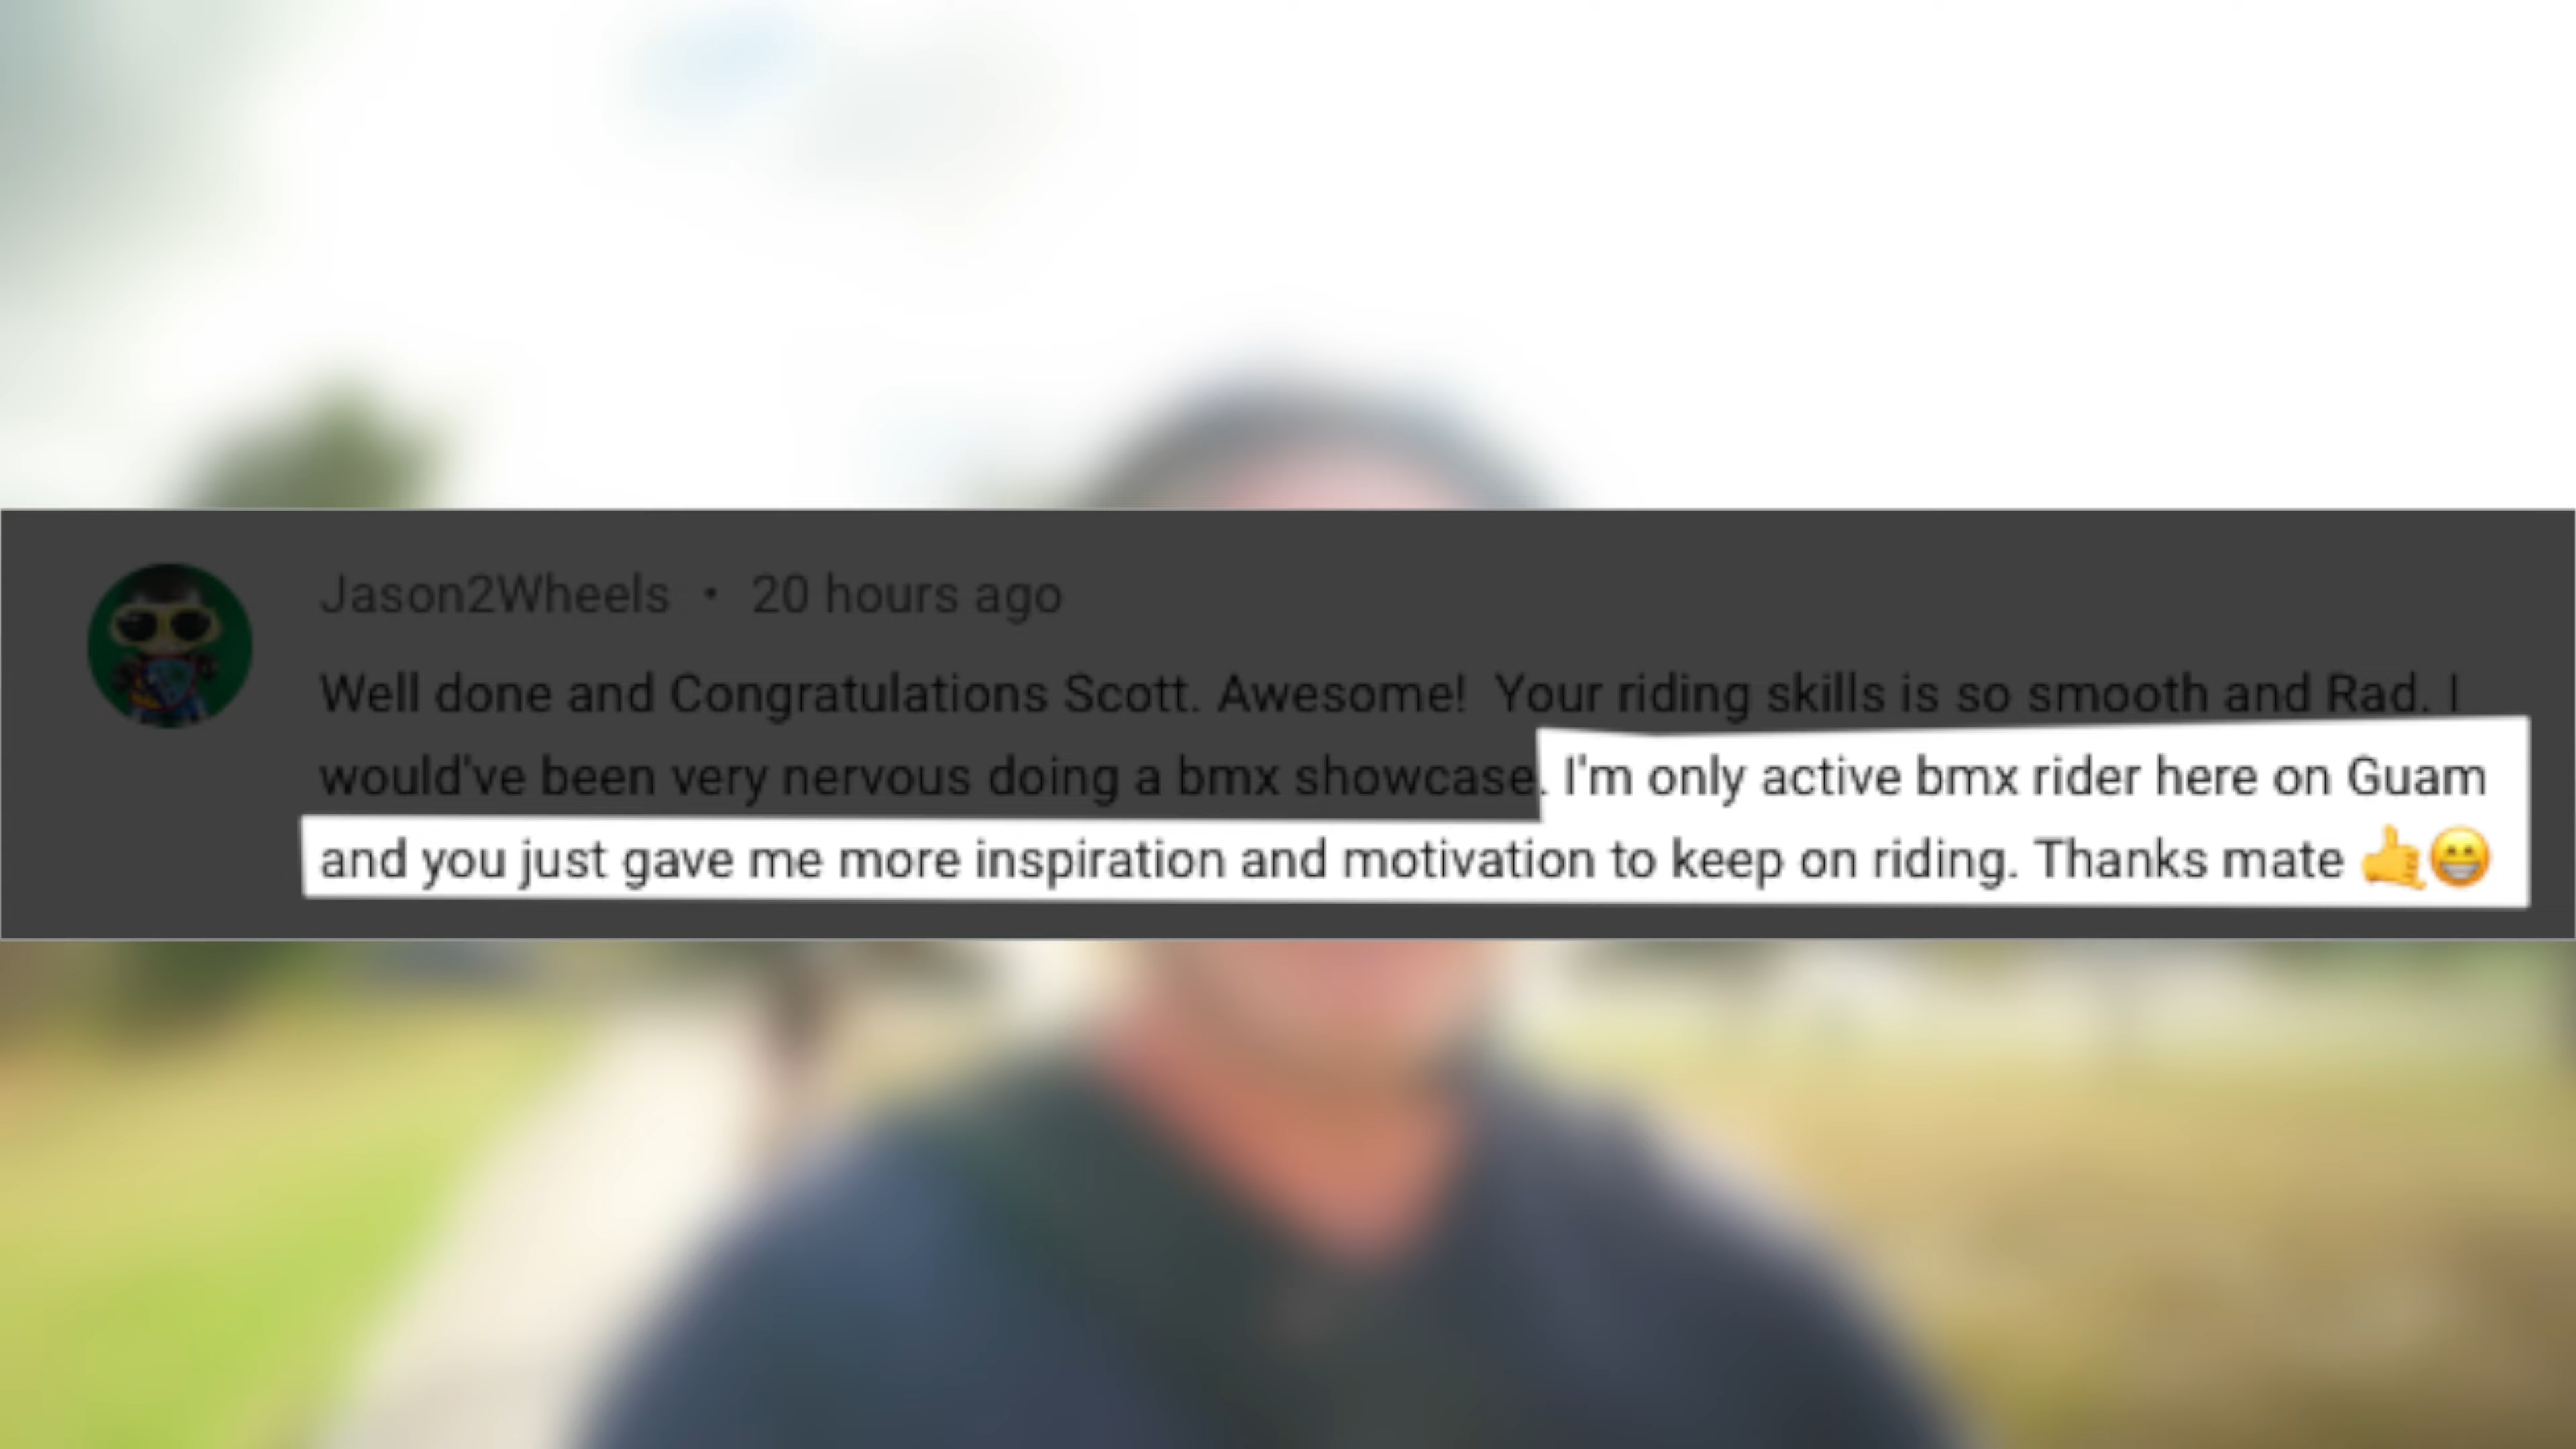 Jason2Wheels • 20 hours ago
Well done and Congratulations Scott. Awesome!  Your riding skills is so smooth and Rad. I
would've been very nervous doing a bmx showcase. I'm only active bmx rider here on Guam
and you just gave me more inspiration and motivation to keep on riding. Thanks mate 🤙😁